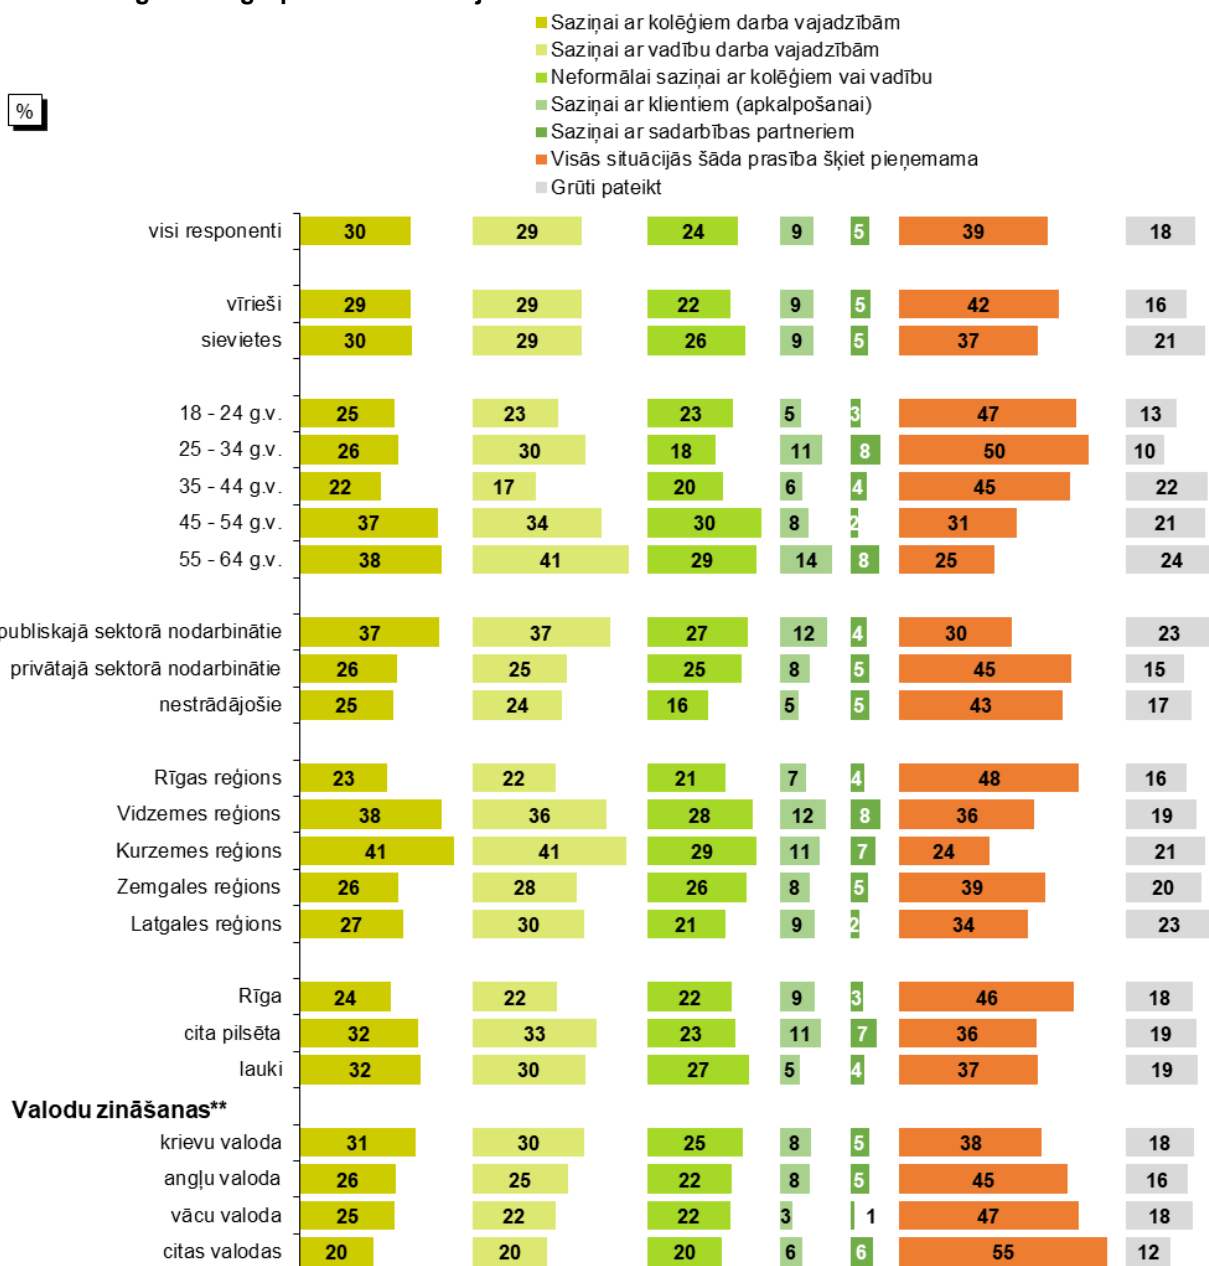 Saziņai ar kolēģiem darba vajadzībām
Saziņai ar vadību darba vajadzībām
Neformālai saziņai ar kolēģiem vai vadību
Saziņai ar klientiem (apkalpošanai)
Saziņai ar sadarbības partneriem
Visās situācijās šāda prasība šķiet pieņemama
Grūti pateikt
%
visi responenti 30 29 24 9 5 39 18
vīrieši 29 29 22 9 5 42 16
sievietes 30 29 26 9 5 37 21
18 - 24 g.v. 25 23 23 5 3 47 13
25 - 34 g.v. 26 30 18 11 8 50 10
35 - 44 g.v. 22 17 20 6 4 45 22
45 - 54 g.v. 37 34 30 8 2 31 21
55 - 64 g.v. 38 41 29 14 8 25 24
publiskajā sektorā nodarbinātie 37 37 27 12 4 30 23
privātajā sektorā nodarbinātie 26 25 25 8 5 45 15
nestrādājošie 25 24 16 5 5 43 17
Rīgas reģions 23 22 21 7 4 48 16
Vidzemes reģions 38 36 28 12 8 36 19
Kurzemes reģions 41 41 29 11 7 24 21
Zemgales reģions 26 28 26 8 5 39 20
Latgales reģions 27 30 21 9 2 34 23
Rīga 24 22 22 9 3 46 18
cita pilsēta 32 33 23 11 7 36 19
lauki 32 30 27 5 4 37 19
Valodu zināšanas**
krievu valoda 31 30 25 8 5 38 18
angļu valoda 26 25 22 8 5 45 16
vācu valoda 25 22 22 3 1 47 18
citas valodas 20 20 20 6 6 55 12